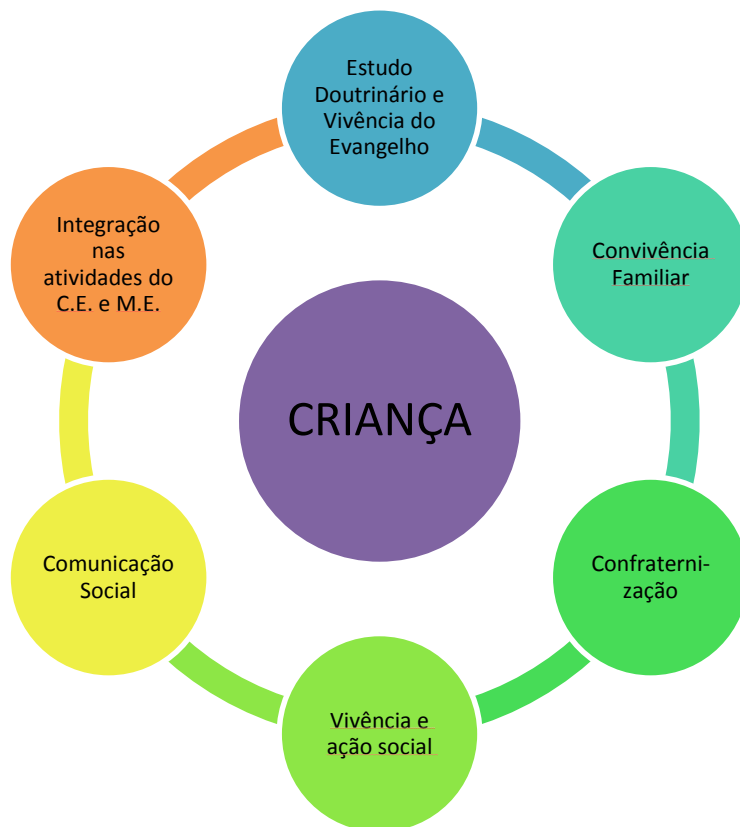 Estudo
Doutrinário e
Vivência do
Evangelho
Integração
nas
atividades do
C.E. e M.E.
Convivência
Familiar
CRIANÇA
Comunicação
Social
Confraterni-
zação
Vivência e
ação social